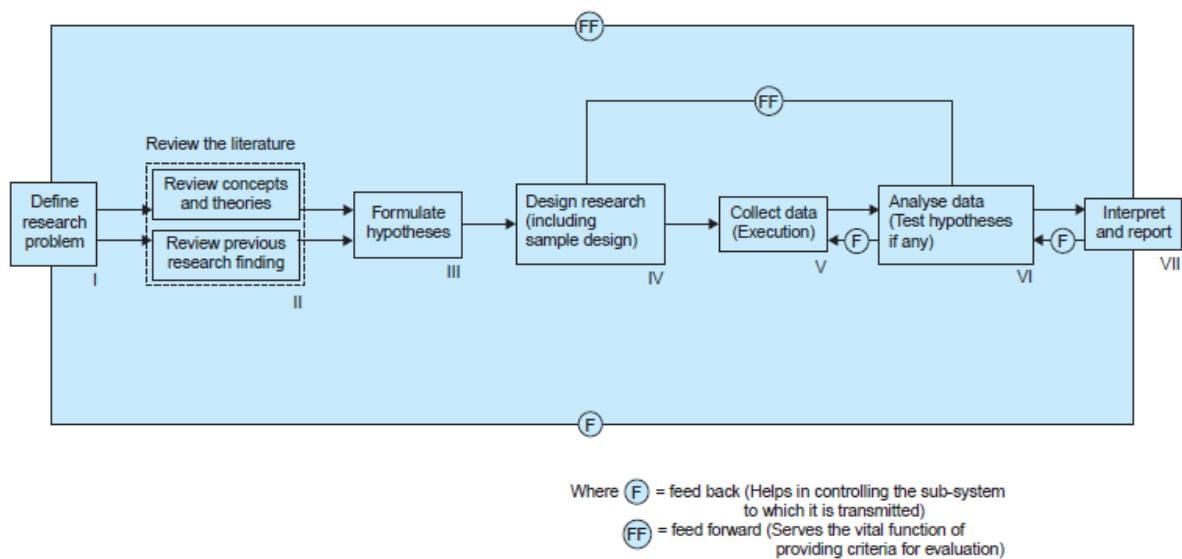 FF
FF
Review the literature
Define
research
problem
I
Review concepts
and theories
Review previous
research finding
II
Formulate
hypotheses
III
Design research
(including
sample design)
IV
Collect data
(Execution)
V
F
Analyse data
(Test hypotheses
if any)
VI
F
Interpret
and report
VII
F
Where F = feed back (Helps in controlling the sub-system
to which it is transmitted)
FF = feed forward (Serves the vital function of
providing criteria for evaluation)